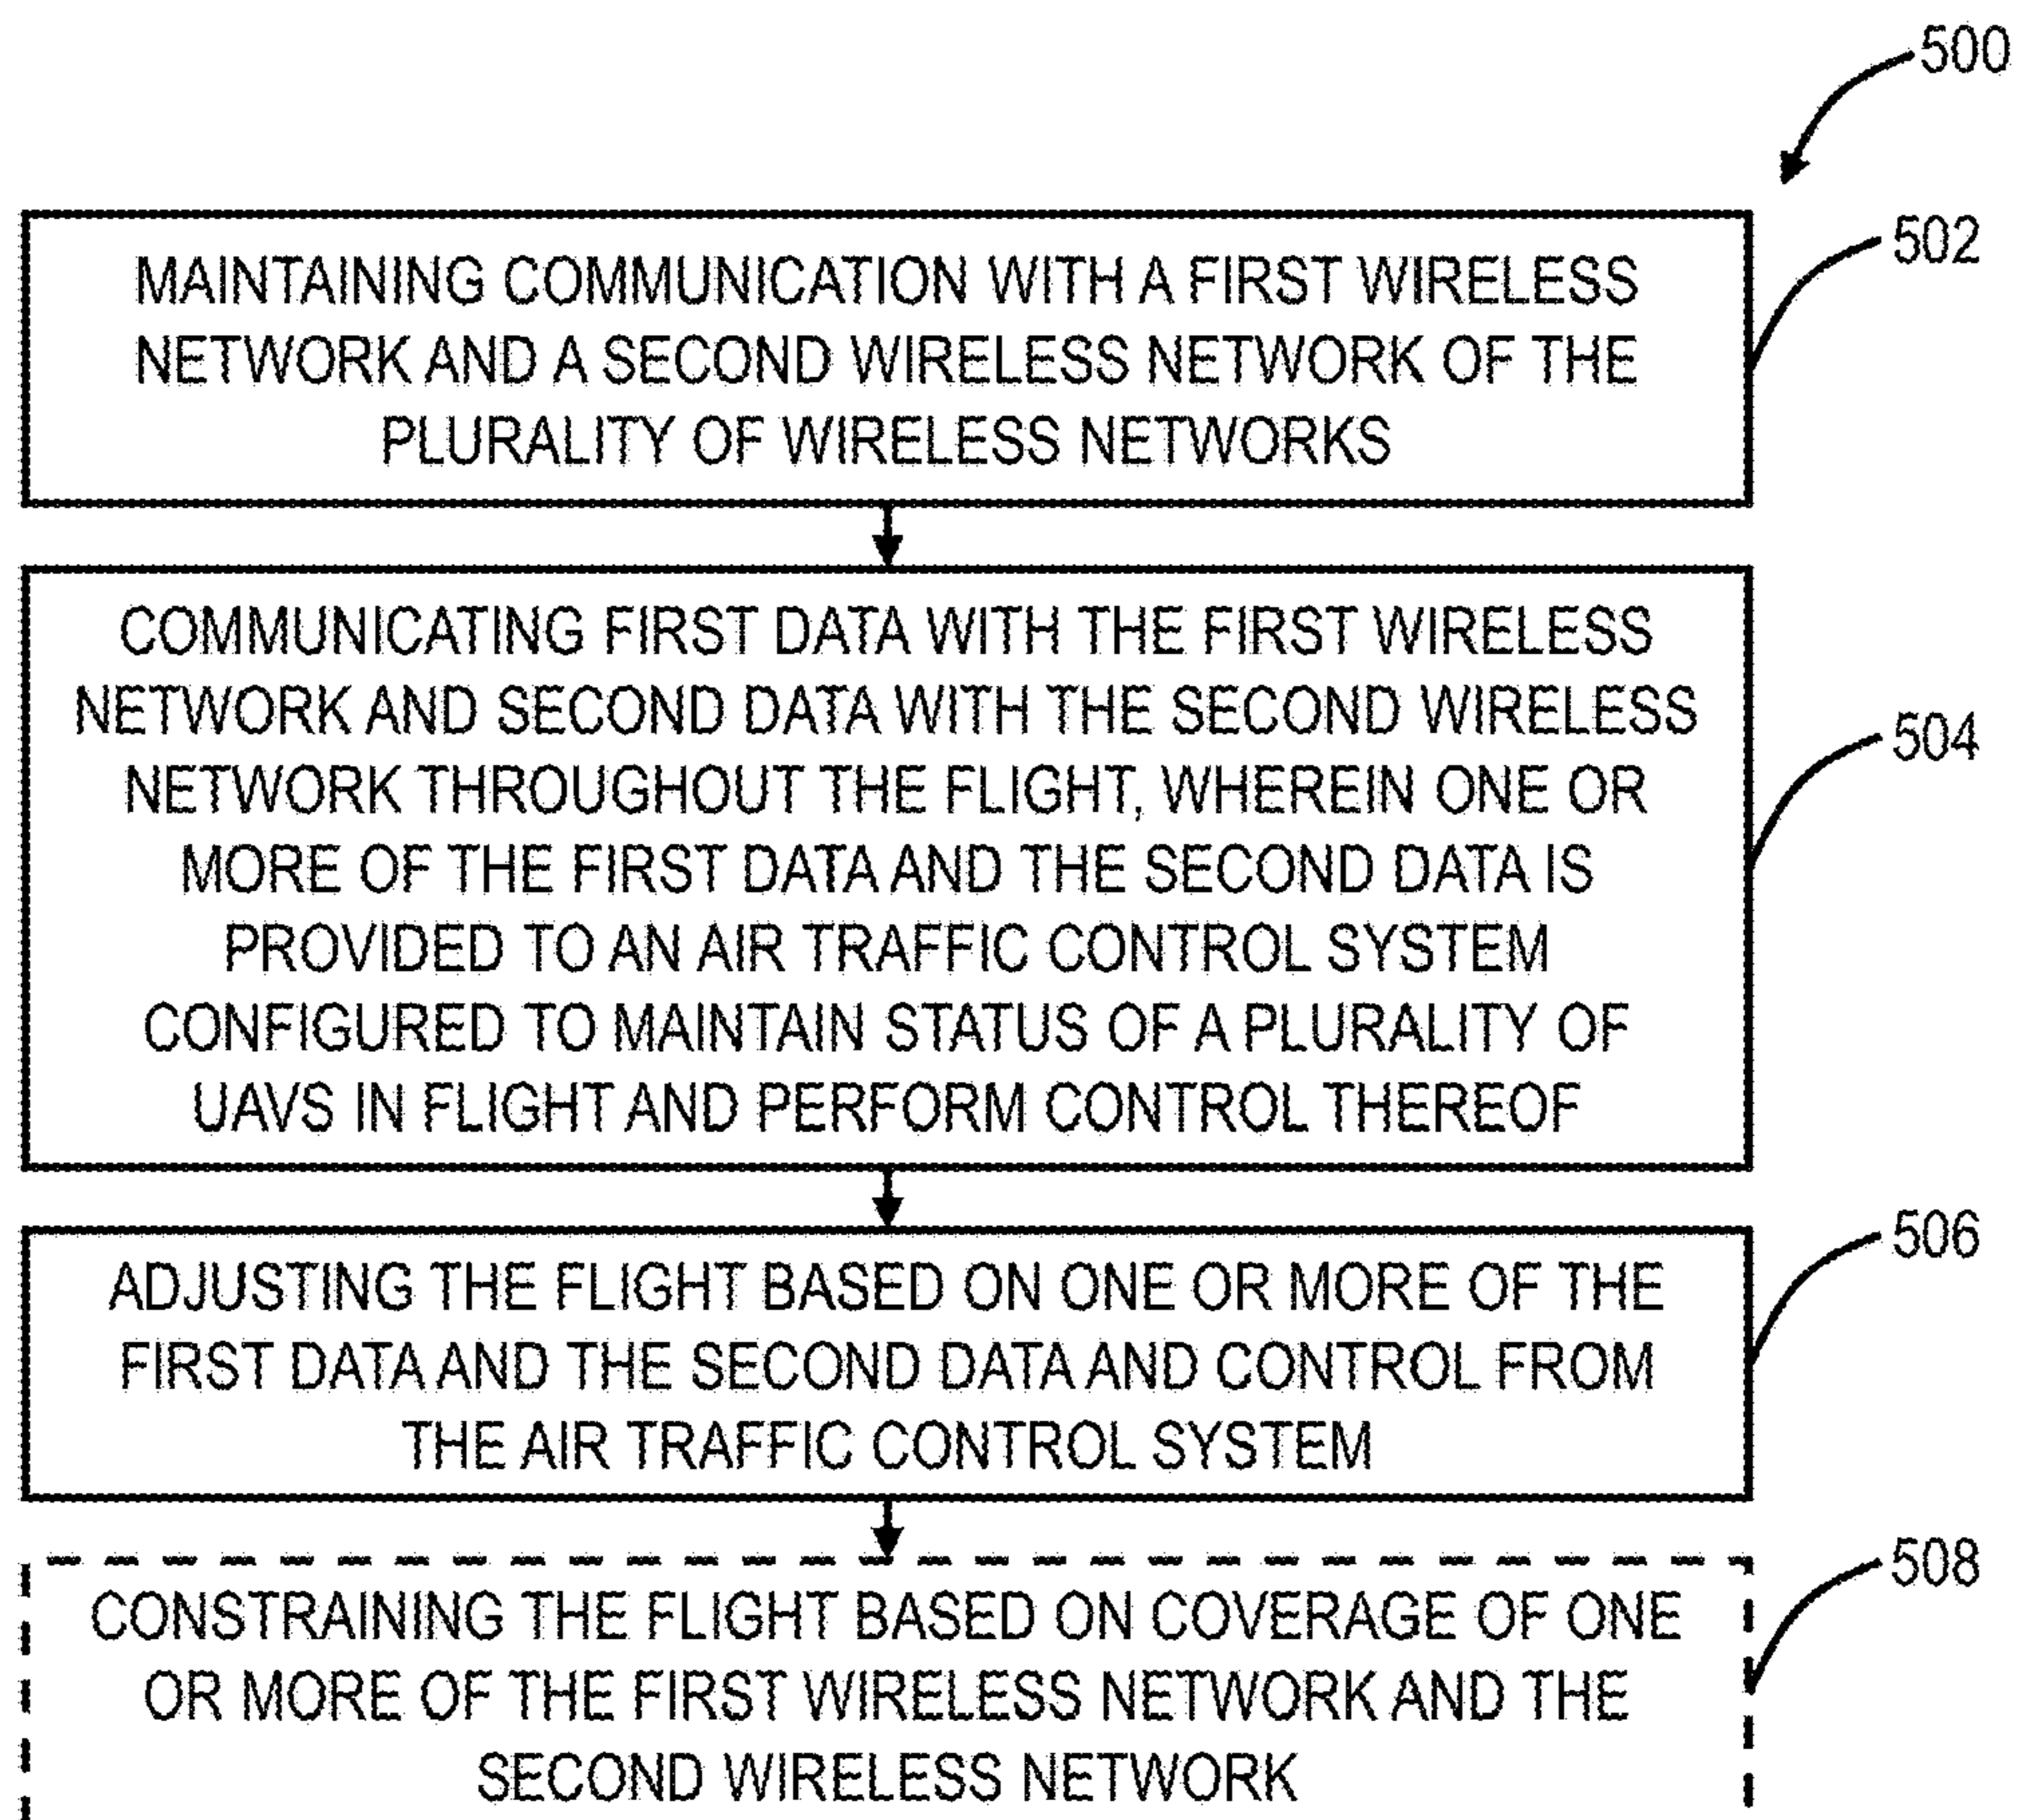 500
502
MAINTAINING COMMUNICATION WITH A FIRST WIRELESS
NETWORK AND A SECOND WIRELESS NETWORK OF THE
PLURALITY OF WIRELESS NETWORKS
COMMUNICATING FIRST DATA WITH THE FIRST WIRELESS
NETWORK AND SECOND DATA WITH THE SECOND WIRELESS
NETWORK THROUGHOUT THE FLIGHT, WHEREIN ONE OR
MORE OF THE FIRST DATA AND THE SECOND DATA IS
PROVIDED TO AN AIR TRAFFIC CONTROL SYSTEM
CONFIGURED TO MAINTAIN STATUS OF A PLURALITY OF
UAVS IN FLIGHT AND PERFORM CONTROL THEREOF
504
ADJUSTING THE FLIGHT BASED ON ONE OR MORE OF THE
FIRST DATA AND THE SECOND DATA AND CONTROL FROM
THE AIR TRAFFIC CONTROL SYSTEM
506
CONSTRAINING THE FLIGHT BASED ON COVERAGE OF ONE
OR MORE OF THE FIRST WIRELESS NETWORK AND THE
SECOND WIRELESS NETWORK
508